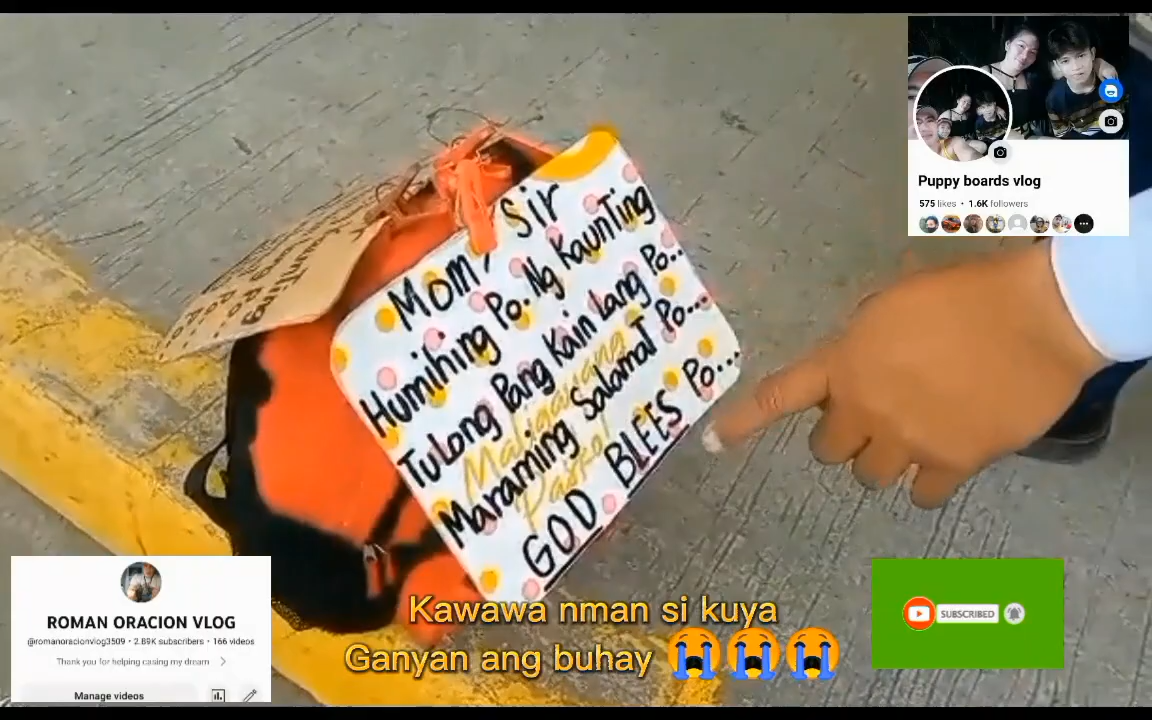 Puppy boards vlog
575 likes • 1.6K followers
Mom, Sir
Humihing Po. Ng Kaunting
Tulong Pang Kain Lang Po..
Maligayang
Maraming Salamat Po...
GOD BLEES Po...
ROMAN ORACION VLOG
@romanoracionvlog3509 • 2.89K subscribers • 166 videos
Thank you for helping casing my dream
Manage videos
Kawawa nman si kuya
Ganyan ang buhay 😭😭😭
SUBSCRIBED